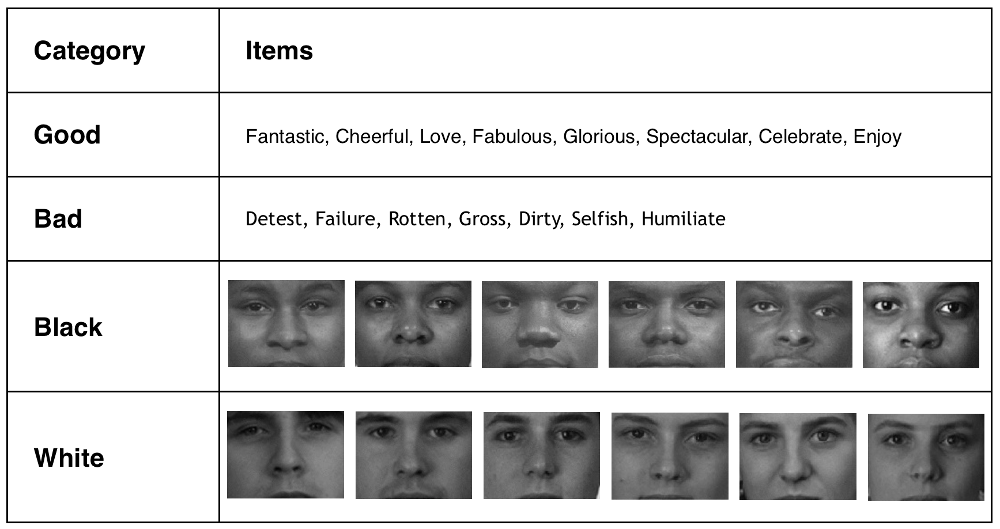 Category Items
Good Fantastic, Cheerful, Love, Fabulous, Glorious, Spectacular, Celebrate, Enjoy
Bad Detest, Failure, Rotten, Gross, Dirty, Selfish, Humiliate
Black
White